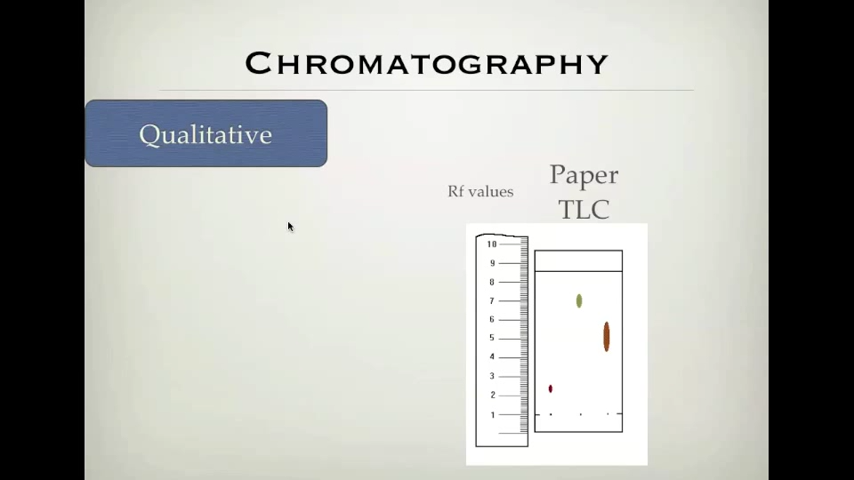 CHROMATOGRAPHY
Qualitative
Paper
Rf values
TLC
10
9
8
7
6
5
4
3
2
1